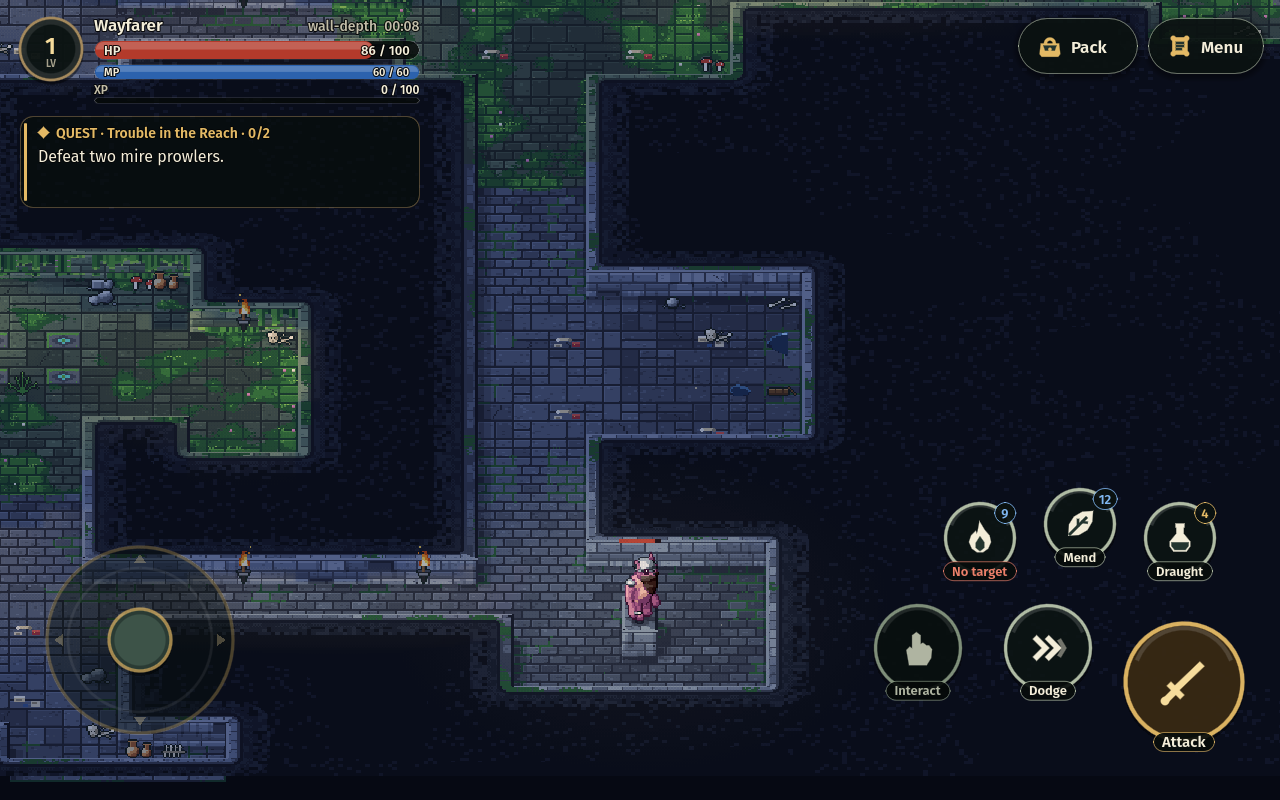 Wayfarer
wall-depth 00:08
1
LV
HP
86 / 100
MP
60 / 60
XP
0 / 100
QUEST · Trouble in the Reach · 0/2
Defeat two mire prowlers.
Pack
Menu
9
No target
12
Mend
4
Draught
Interact
Dodge
Attack